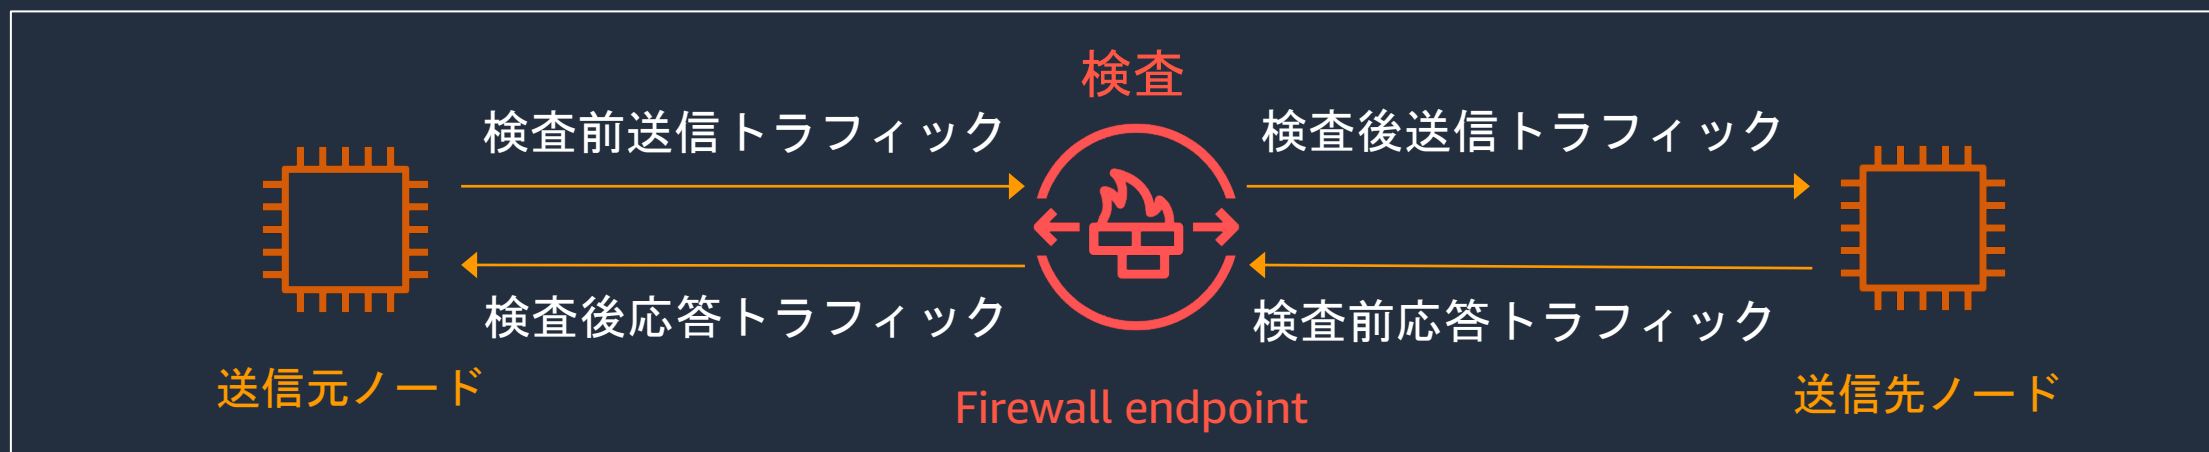 検査
検査前送信トラフィック
検査後送信トラフィック
検査後応答トラフィック
検査前応答トラフィック
送信元ノード
Firewall endpoint
送信先ノード